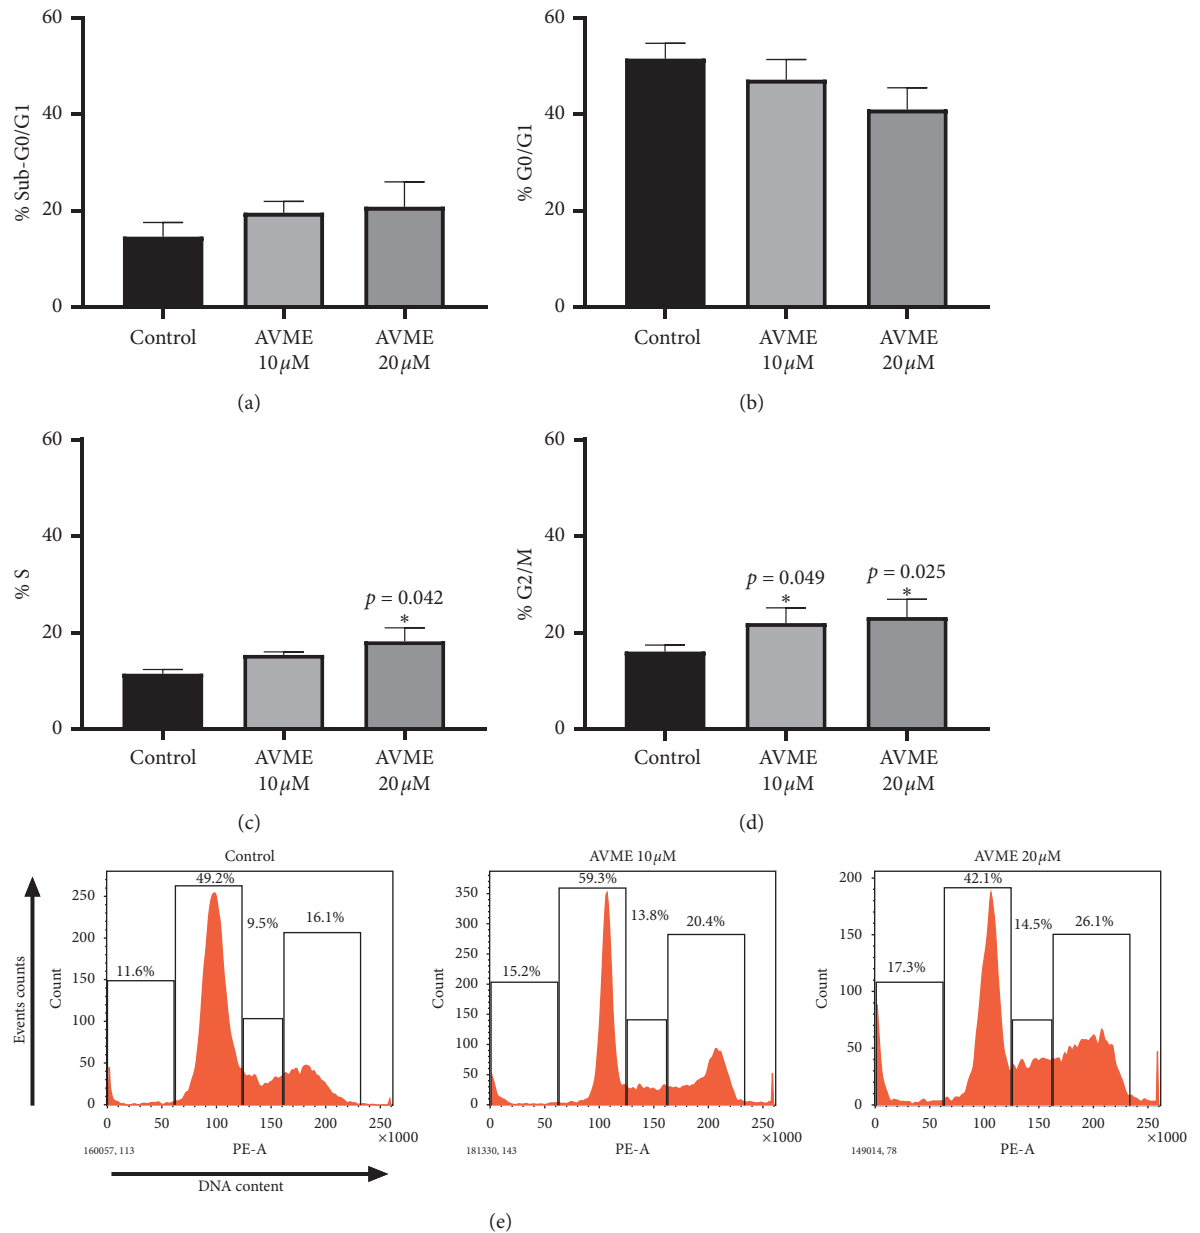 60
40
20
0
% Sub-G0/G1
Control
AVME
10 µM
AVME
20 µM
(a)
60
40
20
0
% G0/G1
Control
AVME
10 µM
AVME
20 µM
(b)
60
40
20
0
% S
p = 0.042
*
Control
AVME
10 µM
AVME
20 µM
(c)
60
40
20
0
% G2/M
p = 0.049
*
p = 0.025
*
Control
AVME
10 µM
AVME
20 µM
(d)
Events counts
Control
Count
250
200
150
100
50
0
11.6%
49.2%
9.5%
16.1%
0 50 100 150 200 250
×1000
160057, 113
PE-A
DNA content
AVME 10 µM
Count
350
300
250
200
150
100
50
0
15.2%
59.3%
13.8%
20.4%
0 50 100 150 200 250
×1000
181330, 143
PE-A
AVME 20 µM
Count
200
150
100
50
0
17.3%
42.1%
14.5%
26.1%
0 50 100 150 200 250
×1000
149014, 78
PE-A
(e)